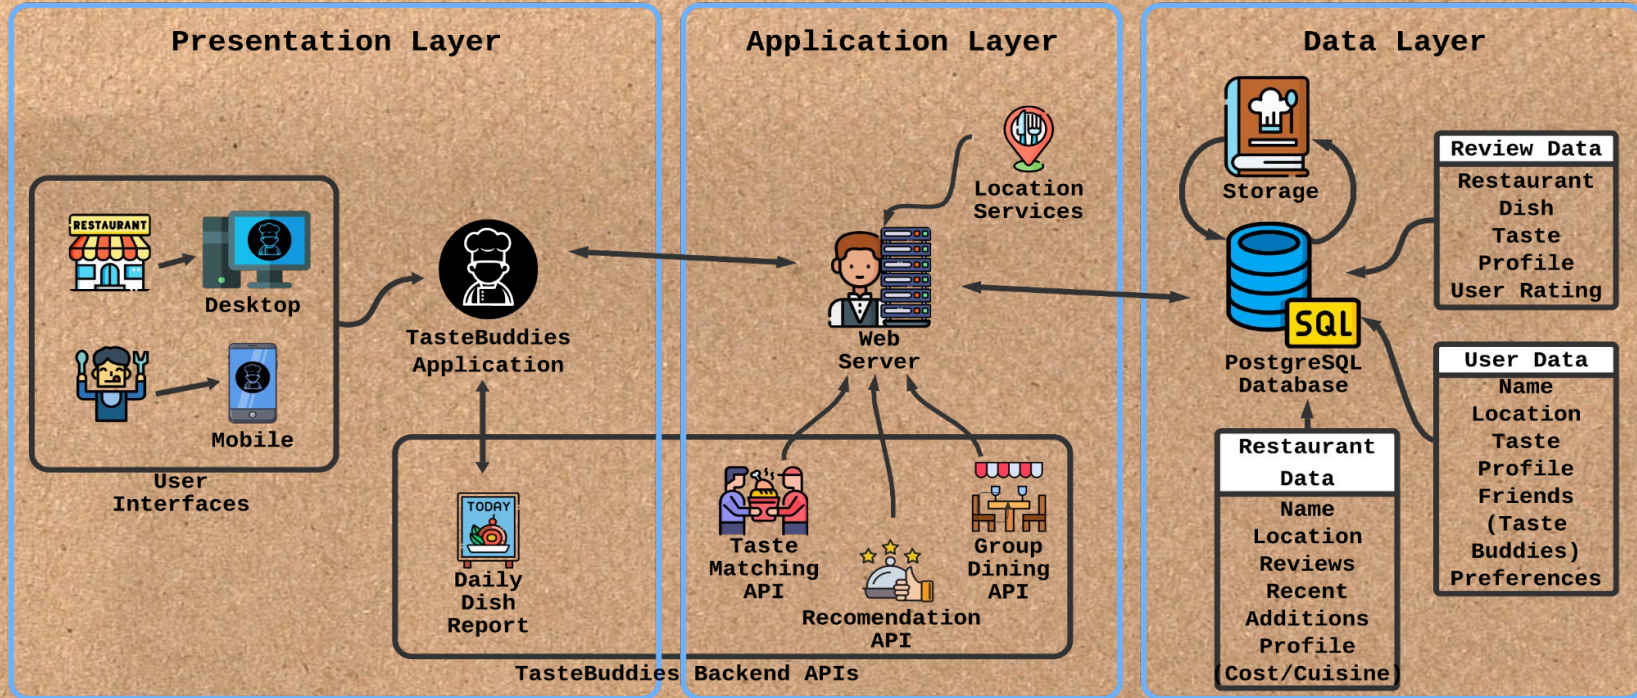 Presentation Layer
RESTAURANT
Desktop
Mobile
User
Interfaces
TasteBuddies
Application
TODAY
Daily
Dish
Report
TasteBuddies Backend APIs
Application Layer
Location
Services
Web
Server
Taste
Matching
API
Recomendation
API
Group
Dining
API
Data Layer
Storage
SQL
PostgreSQL
Database
Review Data
Restaurant
Dish
Taste
Profile
User Rating
User Data
Name
Location
Taste
Profile
Friends
(Taste
Buddies)
Preferences
Restaurant
Data
Name
Location
Reviews
Recent
Additions
Profile
(Cost/Cuisine)